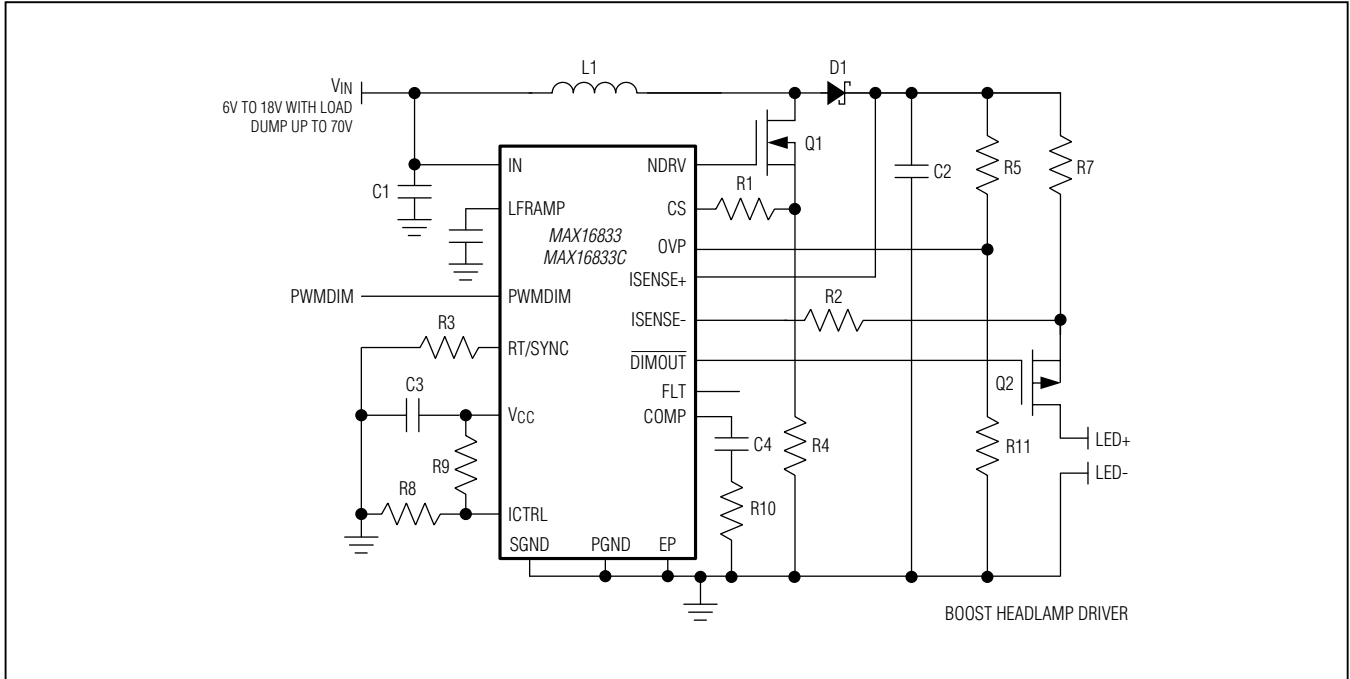 L1
D1
VIN
6V TO 18V WITH LOAD
DUMP UP TO 70V
Q1
C1
IN
NDRV
R1
C2
R5
R7
LFRAMP
CS
MAX16833
MAX16833C
OVP
ISENSE+
PWMDIM
PWMDIM
ISENSE-
R2
R3
RT/SYNC
DIMOUT
Q2
FLT
C3
VCC
COMP
C4
R4
R11
LED+
LED-
R9
R8
R10
ICTRL
SGND
PGND
EP
BOOST HEADLAMP DRIVER